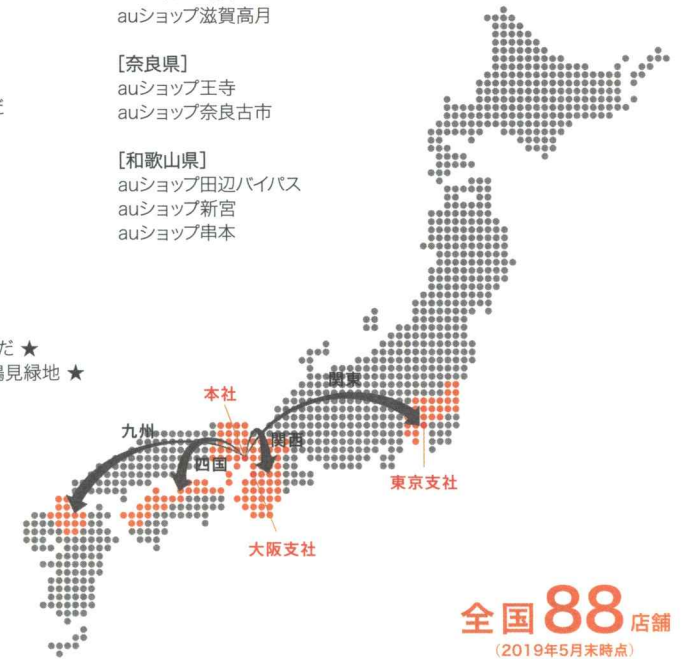 auショップ滋賀高月
[奈良県]
auショップ王寺
auショップ奈良古市
[和歌山県]
auショップ田辺バイパス
auショップ新宮
auショップ串本
だ ★
見緑地 ★
関東
本社
九州
関西
四国
東京支社
大阪支社
全国88店舗
(2019年5月末時点)